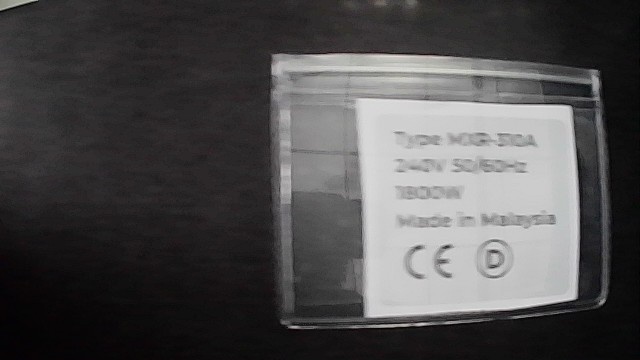 Type MXR-310A
240V 50/60Hz
1800W
Made in Malaysia
CE D